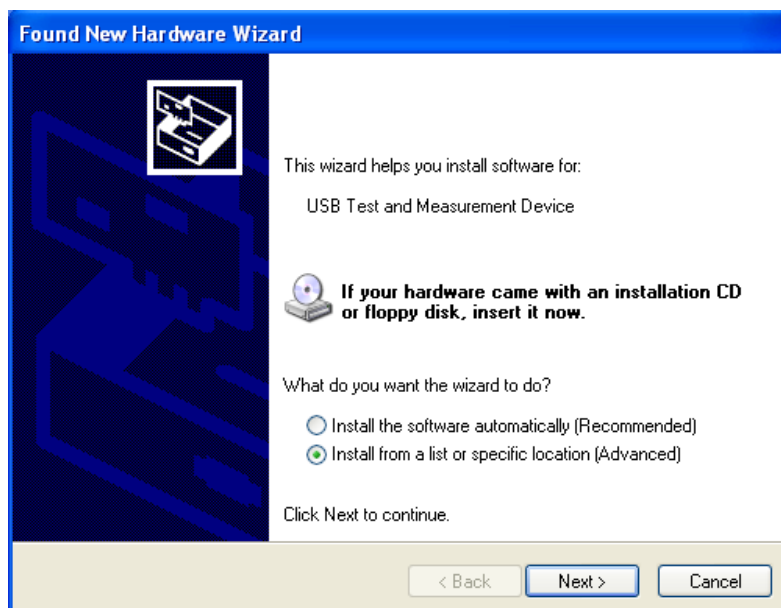 Found New Hardware Wizard
This wizard helps you install software for:
USB Test and Measurement Device
If your hardware came with an installation CD
or floppy disk, insert it now.
What do you want the wizard to do?
Install the software automatically (Recommended)
Install from a list or specific location (Advanced)
Click Next to continue.
< Back Next > Cancel